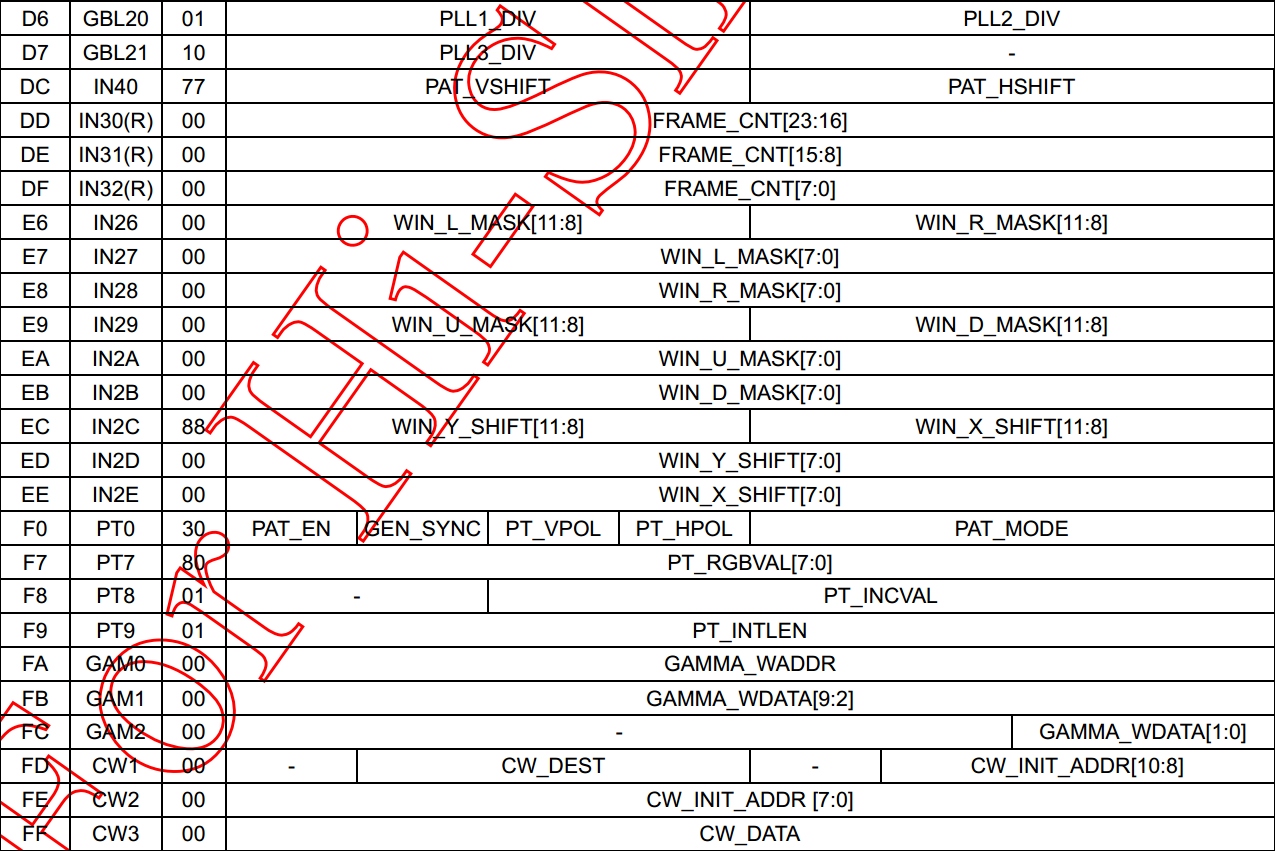 D6 GBL20 01 PLL1_DIV PLL2_DIV
D7 GBL21 10 PLL3_DIV -
DC IN40 77 PAT_VSHIFT PAT_HSHIFT
DD IN30(R) 00 FRAME_CNT[23:16]
DE IN31(R) 00 FRAME_CNT[15:8]
DF IN32(R) 00 FRAME_CNT[7:0]
E6 IN26 00 WIN_L_MASK[11:8] WIN_R_MASK[11:8]
E7 IN27 00 WIN_L_MASK[7:0]
E8 IN28 00 WIN_R_MASK[7:0]
E9 IN29 00 WIN_U_MASK[11:8] WIN_D_MASK[11:8]
EA IN2A 00 WIN_U_MASK[7:0]
EB IN2B 00 WIN_D_MASK[7:0]
EC IN2C 88 WIN_Y_SHIFT[11:8] WIN_X_SHIFT[11:8]
ED IN2D 00 WIN_Y_SHIFT[7:0]
EE IN2E 00 WIN_X_SHIFT[7:0]
F0 PT0 30 PAT_EN GEN_SYNC PT_VPOL PT_HPOL PAT_MODE
F7 PT7 80 PT_RGBVAL[7:0]
F8 PT8 01 - PT_INCVAL
F9 PT9 01 PT_INTLEN
FA GAM0 00 GAMMA_WADDR
FB GAM1 00 GAMMA_WDATA[9:2]
FC GAM2 00 - GAMMA_WDATA[1:0]
FD CW1 00 - CW_DEST - CW_INIT_ADDR[10:8]
FE CW2 00 CW_INIT_ADDR [7:0]
FF CW3 00 CW_DATA
or Hi-S